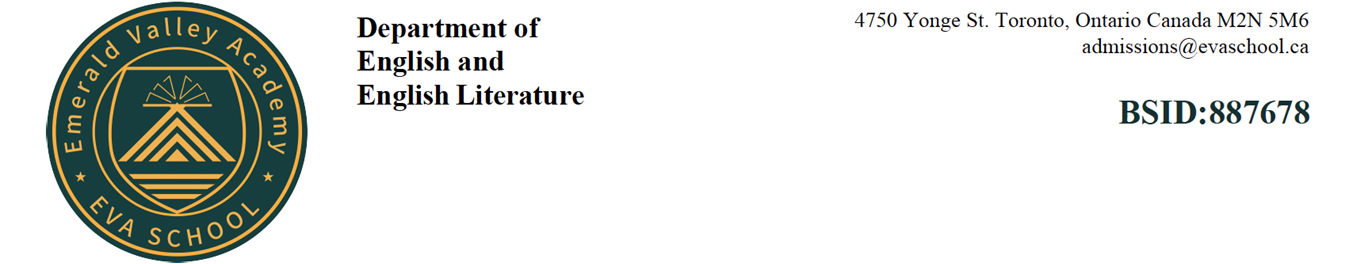 Emerald Valley Academy
EVA SCHOOL
Department of
English and
English Literature
4750 Yonge St. Toronto, Ontario Canada M2N 5M6
admissions@evaschool.ca
BSID:887678